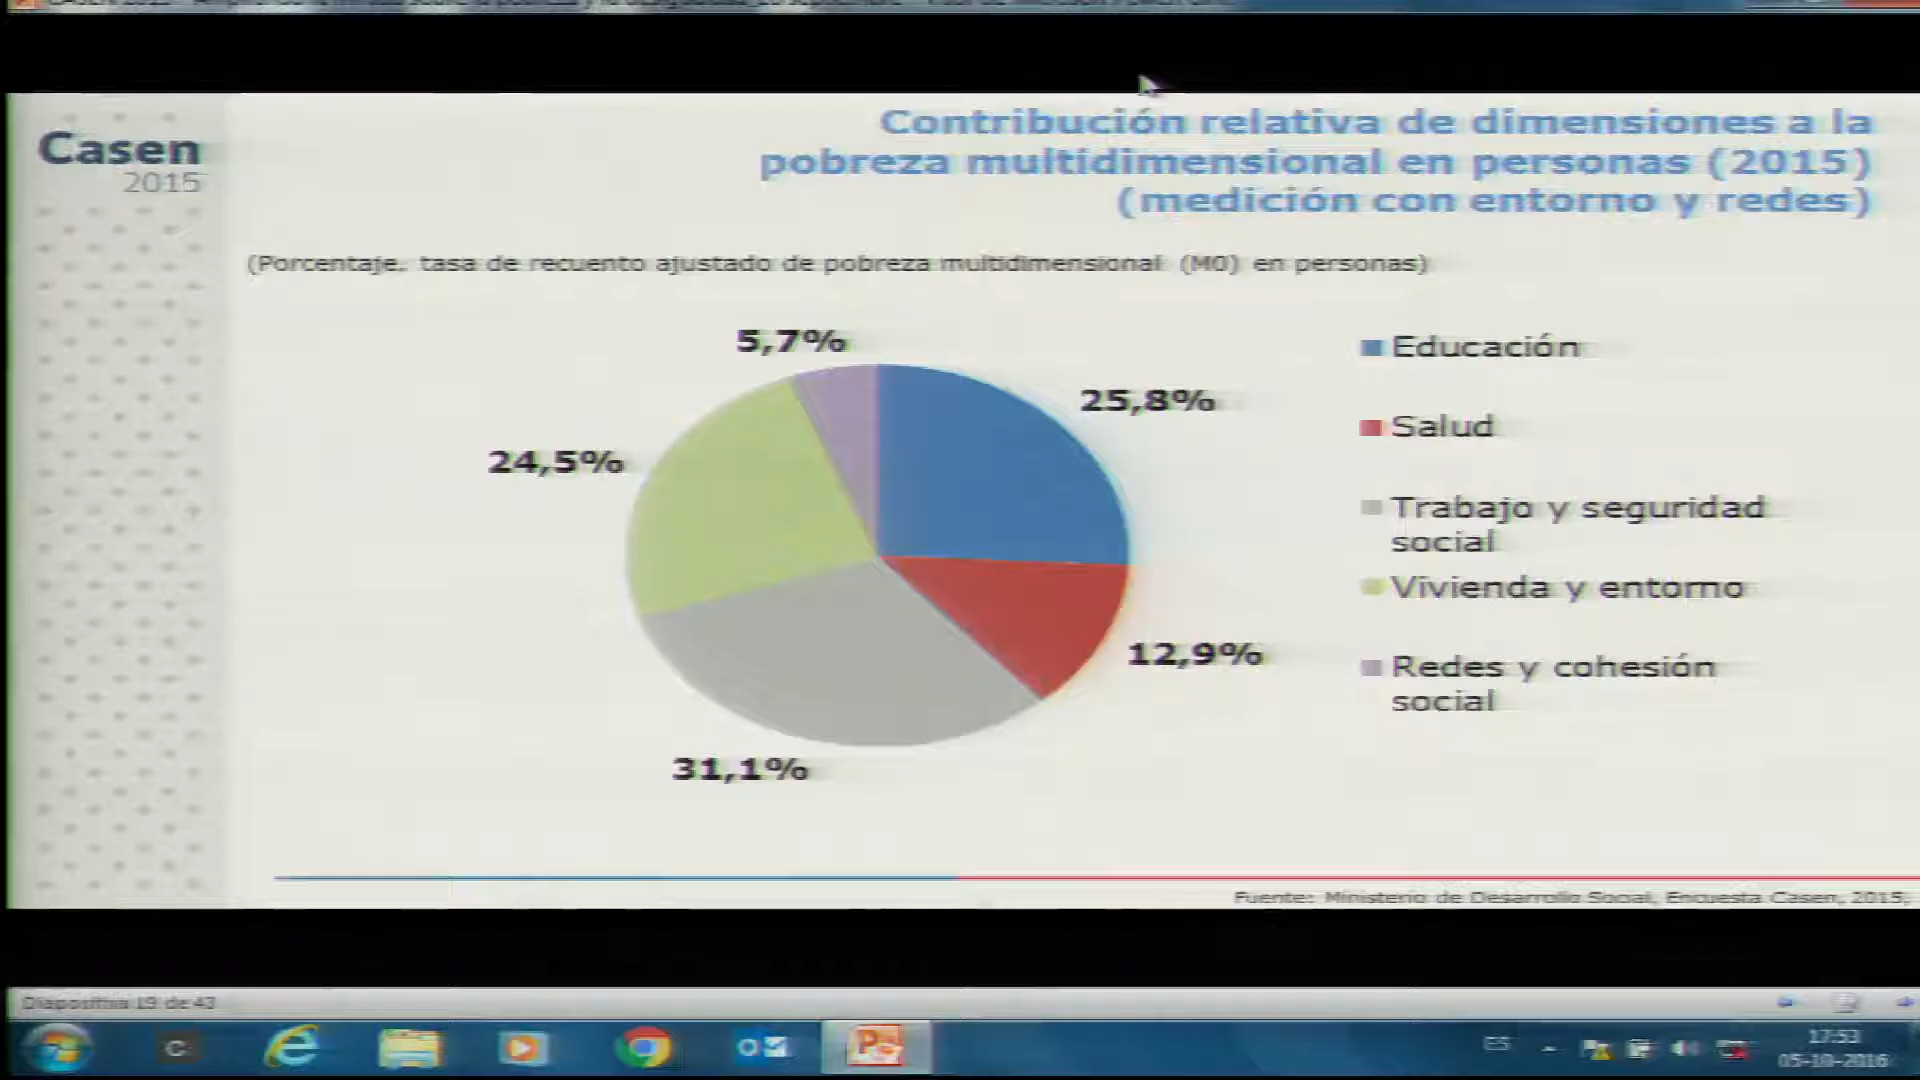 Casen
2015
Contribución relativa de dimensiones a la
pobreza multidimensional en personas (2015)
(medición con entorno y redes)
(Porcentaje, tasa de recuento ajustado de pobreza multidimensional (M0) en personas)
5,7%
25,8%
24,5%
12,9%
31,1%
Educación
Salud
Trabajo y seguridad
social
Vivienda y entorno
Redes y cohesión
social
Fuente: Ministerio de Desarrollo Social, Encuesta Casen, 2015.
Diapositiva 19 de 43
ES
17:53
05-10-2016